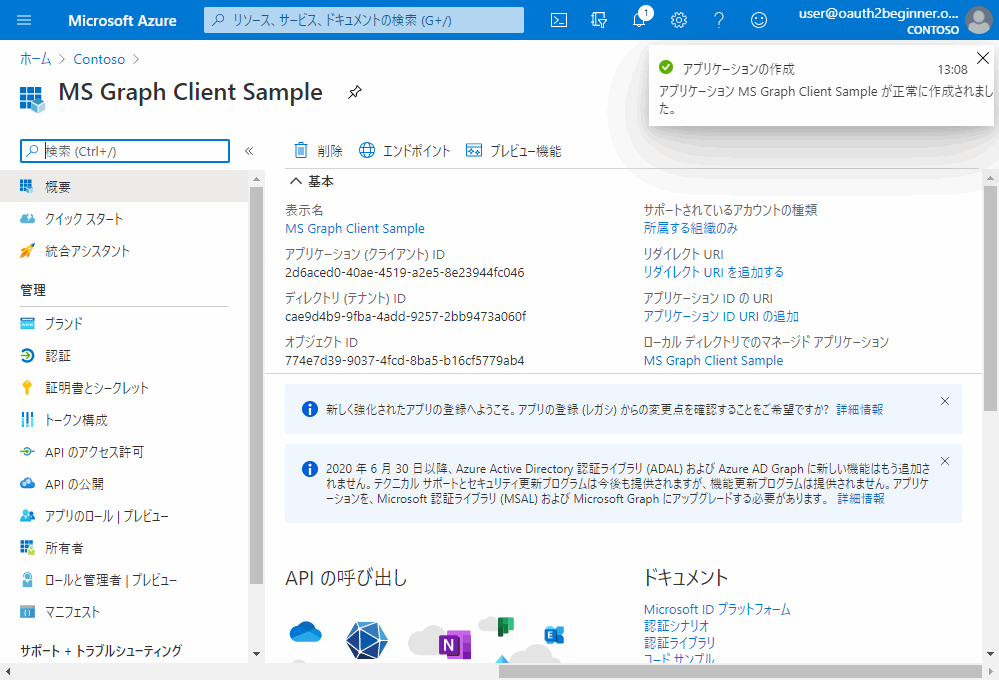 Microsoft Azure
リソース、サービス、ドキュメントの検索 (G+/)
1
user@oauth2beginner.o...
CONTOSO
ホーム > Contoso >
MS Graph Client Sample
アプリケーションの作成 13:08
アプリケーション MS Graph Client Sample が正常に作成されまし
た。
検索 (Ctrl+/)
削除 エンドポイント プレビュー機能
概要
クイック スタート
統合アシスタント
管理
ブランド
認証
証明書とシークレット
トークン構成
API のアクセス許可
API の公開
アプリのロール | プレビュー
所有者
ロールと管理者 | プレビュー
マニフェスト
サポート + トラブルシューティング
基本
表示名
MS Graph Client Sample
アプリケーション (クライアント) ID
2d6aced0-40ae-4519-a2e5-8e23944fc046
ディレクトリ (テナント) ID
cae9d4b9-9fba-4add-9257-2bb9473a060f
オブジェクト ID
774e7d39-9037-4fcd-8ba5-b16cf5779ab4
サポートされているアカウントの種類
所属する組織のみ
リダイレクト URI
リダイレクト URI を追加する
アプリケーション ID の URI
アプリケーション ID URI の追加
ローカル ディレクトリでのマネージド アプリケーション
MS Graph Client Sample
新しく強化されたアプリの登録へようこそ。アプリの登録 (レガシ) からの変更点を確認することをご希望ですか? 詳細情報
2020 年 6 月 30 日以降、Azure Active Directory 認証ライブラリ (ADAL) および Azure AD Graph に新しい機能はもう追加さ
れません。テクニカル サポートとセキュリティ更新プログラムは今後も提供されますが、機能更新プログラムは提供されません。アプリケ
ーションを、Microsoft 認証ライブラリ (MSAL) および Microsoft Graph にアップグレードする必要があります。 詳細情報
API の呼び出し
N
E
ドキュメント
Microsoft ID プラットフォーム
認証シナリオ
認証ライブラリ
コード サンプル